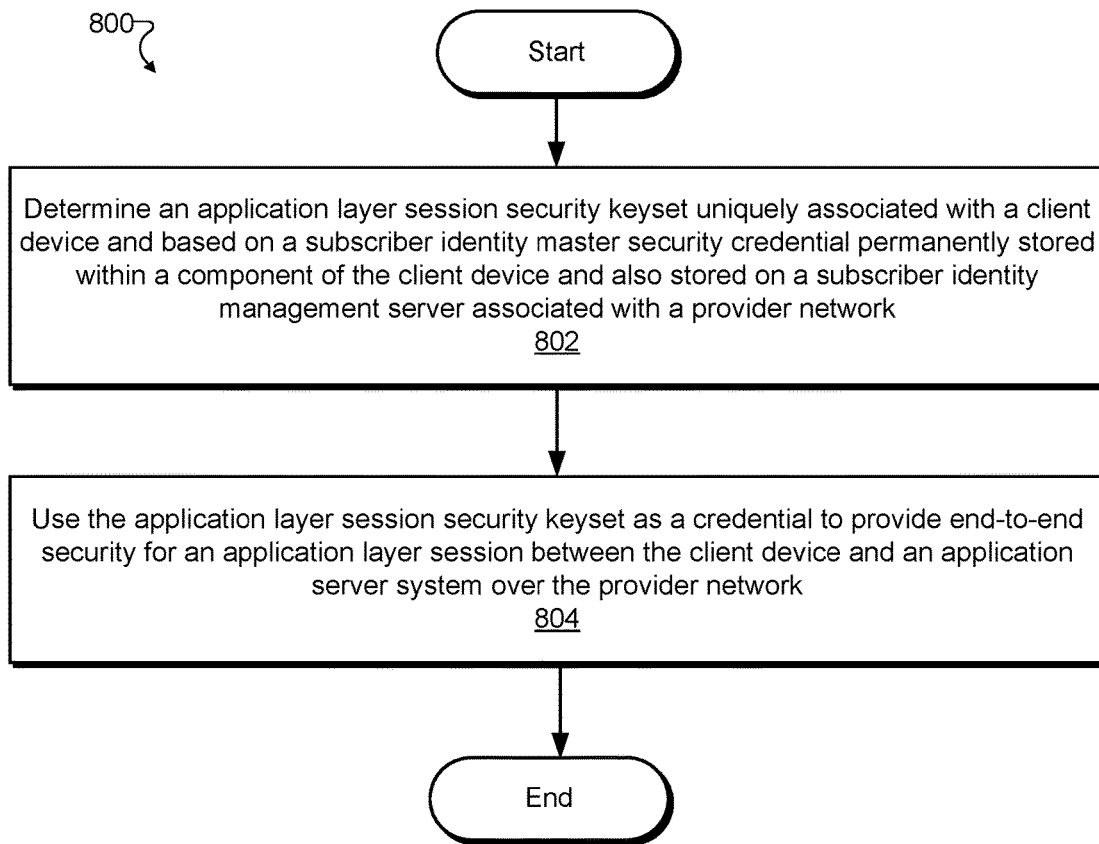 800
Start
Determine an application layer session security keyset uniquely associated with a client
device and based on a subscriber identity master security credential permanently stored
within a component of the client device and also stored on a subscriber identity
management server associated with a provider network
802
Use the application layer session security keyset as a credential to provide end-to-end
security for an application layer session between the client device and an application
server system over the provider network
804
End